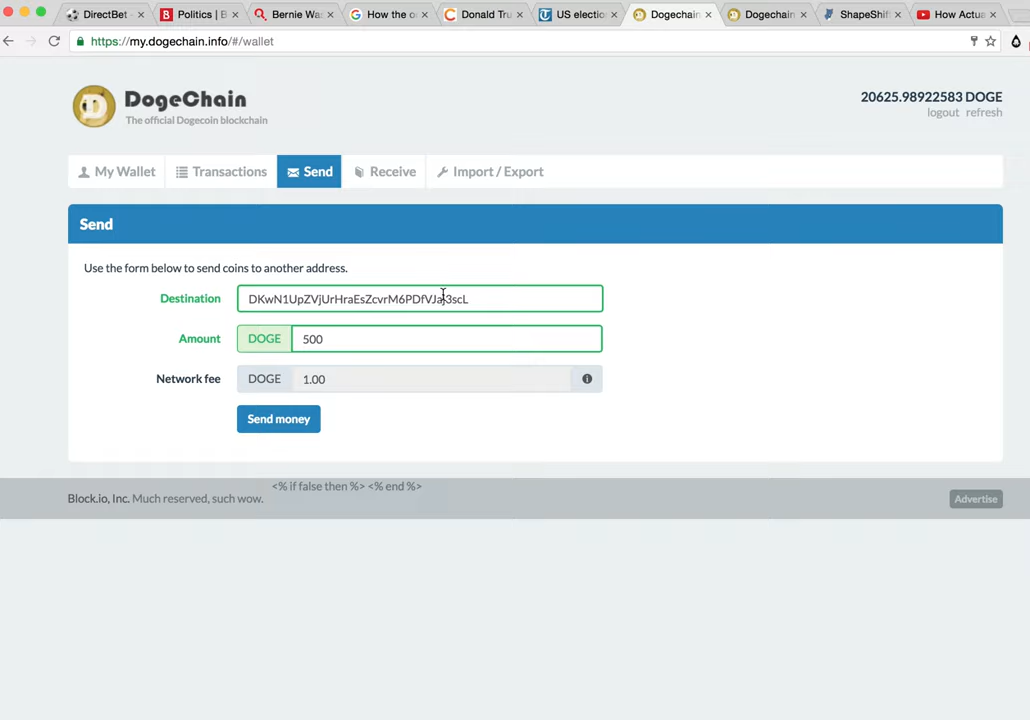 DirectBet -
Politics | B
Bernie Wa
How the o
Donald Tru
US electio
Dogechain
Dogechain
ShapeShif
How Actua
https://my.dogechain.info/#/wallet
DogeChain
The official Dogecoin blockchain
20625.98922583 DOGE
logout refresh
My Wallet
Transactions
Send
Receive
Import / Export
Send
Use the form below to send coins to another address.
Destination
Amount DOGE 500
Network fee DOGE 1.00
Send money
<% if false then %> <% end %>
Block.io, Inc. Much reserved, such wow.
Advertise